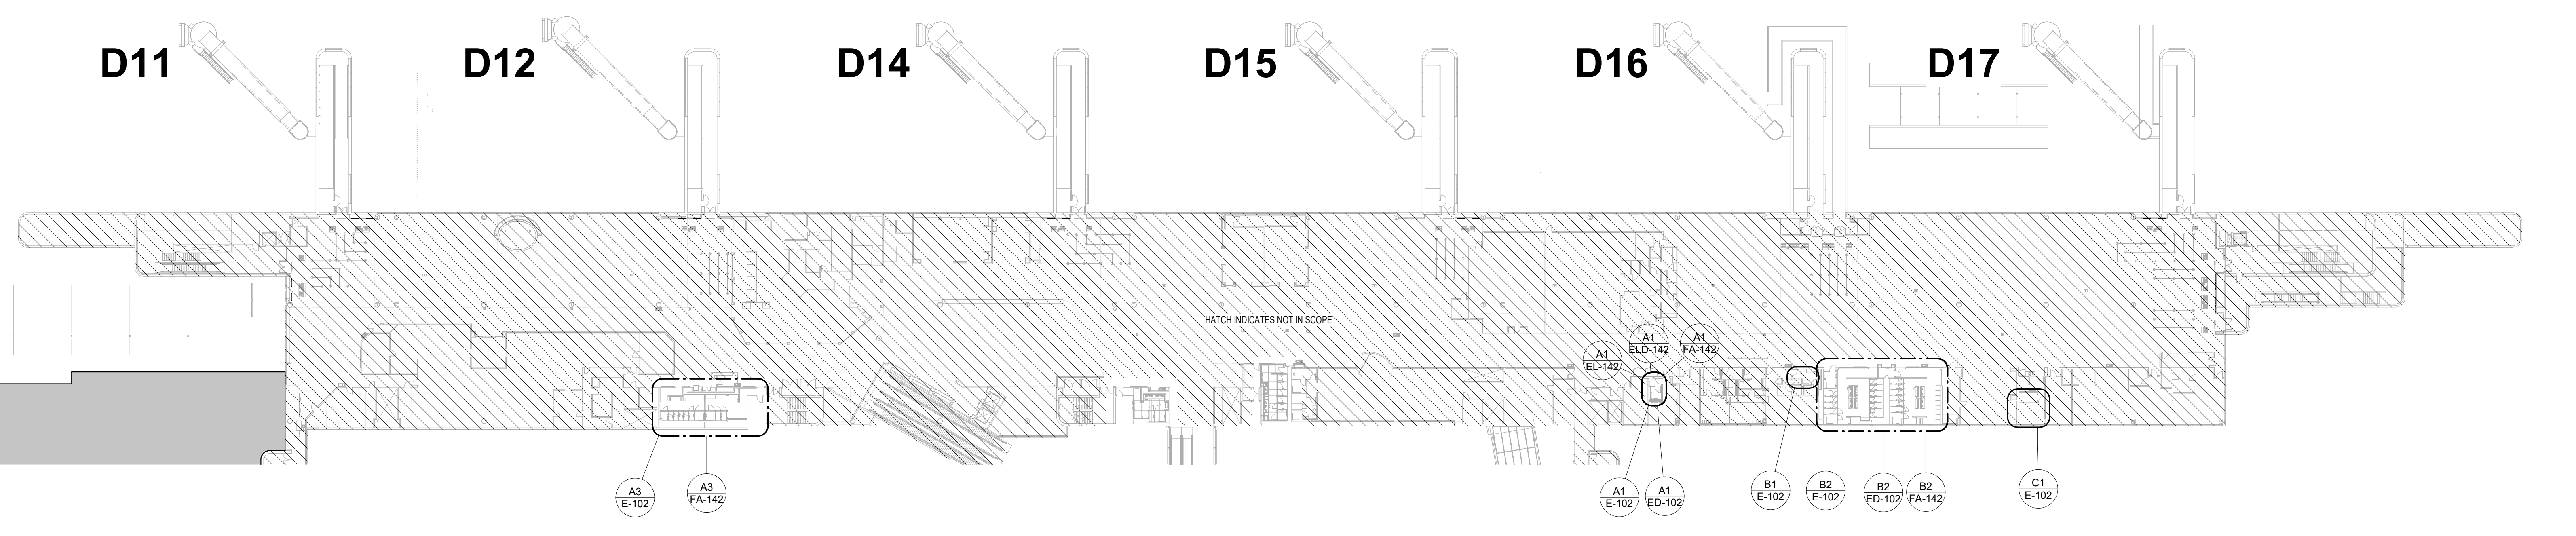 D11
D12
D14
D15
D16
D17
HATCH INDICATES NOT IN SCOPE
A1
EL-142
A1
ELD-142
A1
FA-142
A3
E-102
A3
FA-142
A1
E-102
A1
ED-102
B1
E-102
B2
E-102
B2
ED-102
B2
FA-142
C1
E-102